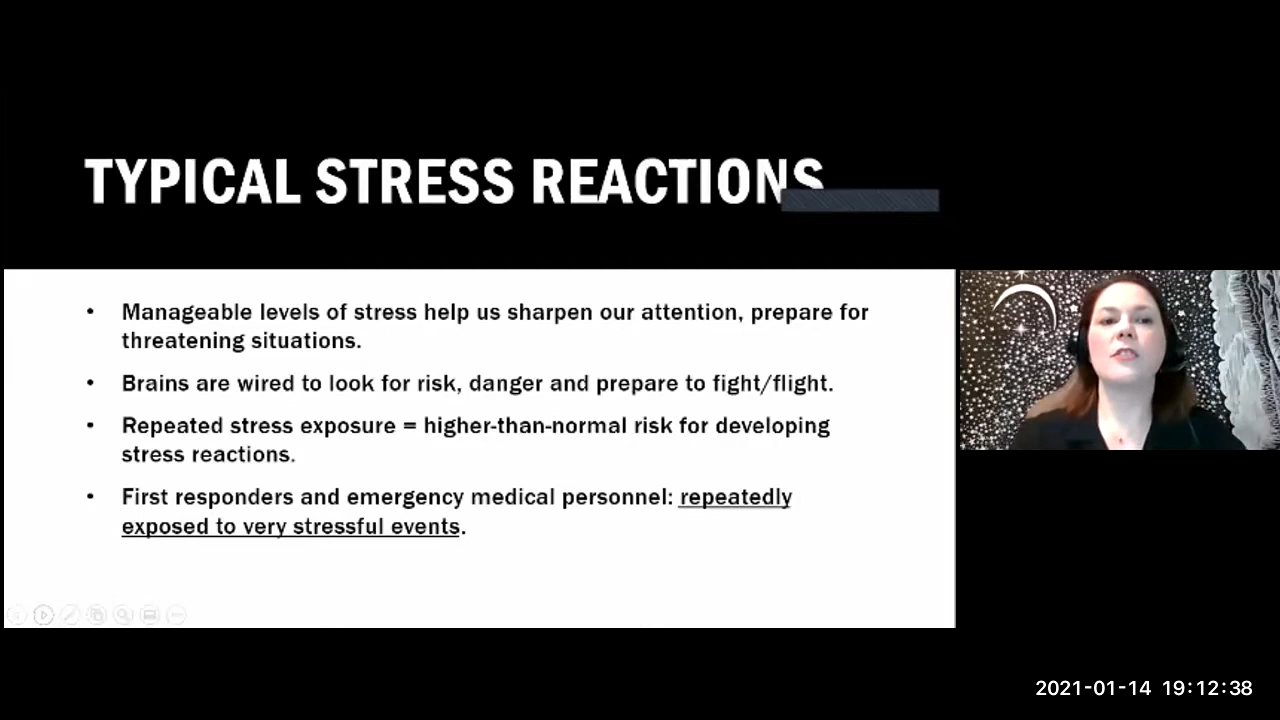 TYPICAL STRESS REACTIONS
• Manageable levels of stress help us sharpen our attention, prepare for
threatening situations.
• Brains are wired to look for risk, danger and prepare to fight/flight.
• Repeated stress exposure = higher-than-normal risk for developing
stress reactions.
• First responders and emergency medical personnel: repeatedly
exposed to very stressful events.
2021-01-14 19:12:38